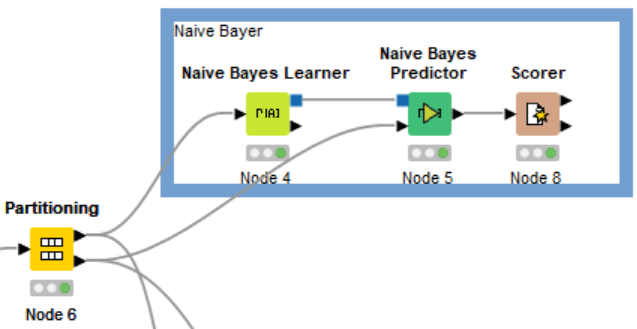 Naive Bayer
Naive Bayes Learner
Naive Bayes
Predictor
Scorer
Node 4
Node 5
Node 8
Partitioning
Node 6